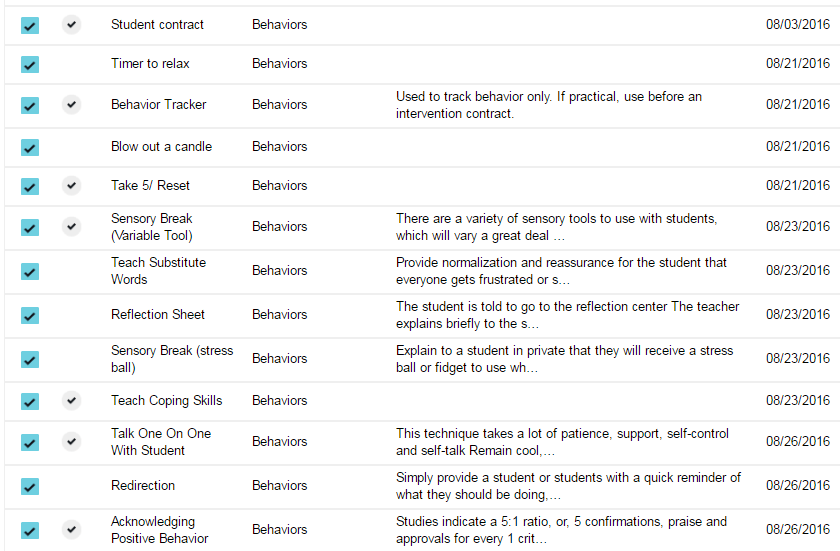 Student contract Behaviors 08/03/2016
Timer to relax Behaviors 08/21/2016
Behavior Tracker Behaviors Used to track behavior only. If practical, use before an
intervention contract. 08/21/2016
Blow out a candle Behaviors 08/21/2016
Take 5/ Reset Behaviors 08/21/2016
Sensory Break
(Variable Tool) Behaviors There are a variety of sensory tools to use with students,
which will vary a great deal ... 08/23/2016
Teach Substitute
Words Behaviors Provide normalization and reassurance for the student that
everyone gets frustrated or s... 08/23/2016
Reflection Sheet Behaviors The student is told to go to the reflection center The teacher
explains briefly to the s... 08/23/2016
Sensory Break (stress
ball) Behaviors Explain to a student in private that they will receive a stress
ball or fidget to use wh... 08/23/2016
Teach Coping Skills Behaviors 08/23/2016
Talk One On One
With Student Behaviors This technique takes a lot of patience, support, self-control
and self-talk Remain cool,... 08/26/2016
Redirection Behaviors Simply provide a student or students with a quick reminder of
what they should be doing,... 08/26/2016
Acknowledging
Positive Behavior Behaviors Studies indicate a 5:1 ratio, or, 5 confirmations, praise and
approvals for every 1 crit... 08/26/2016